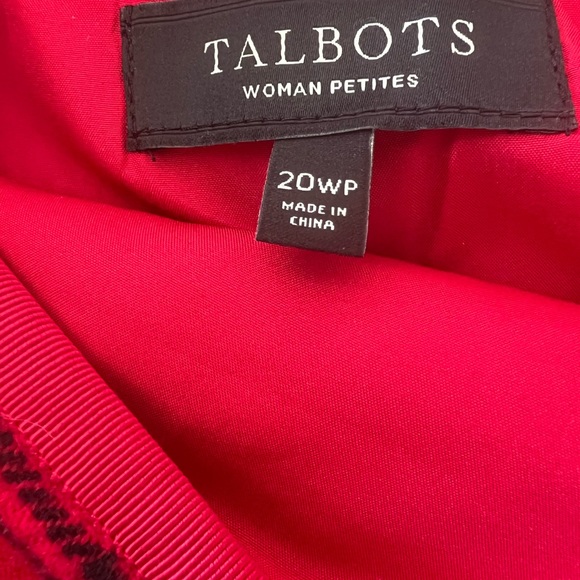 TALBOTS
WOMAN PETITES
20WP
MADE IN
CHINA